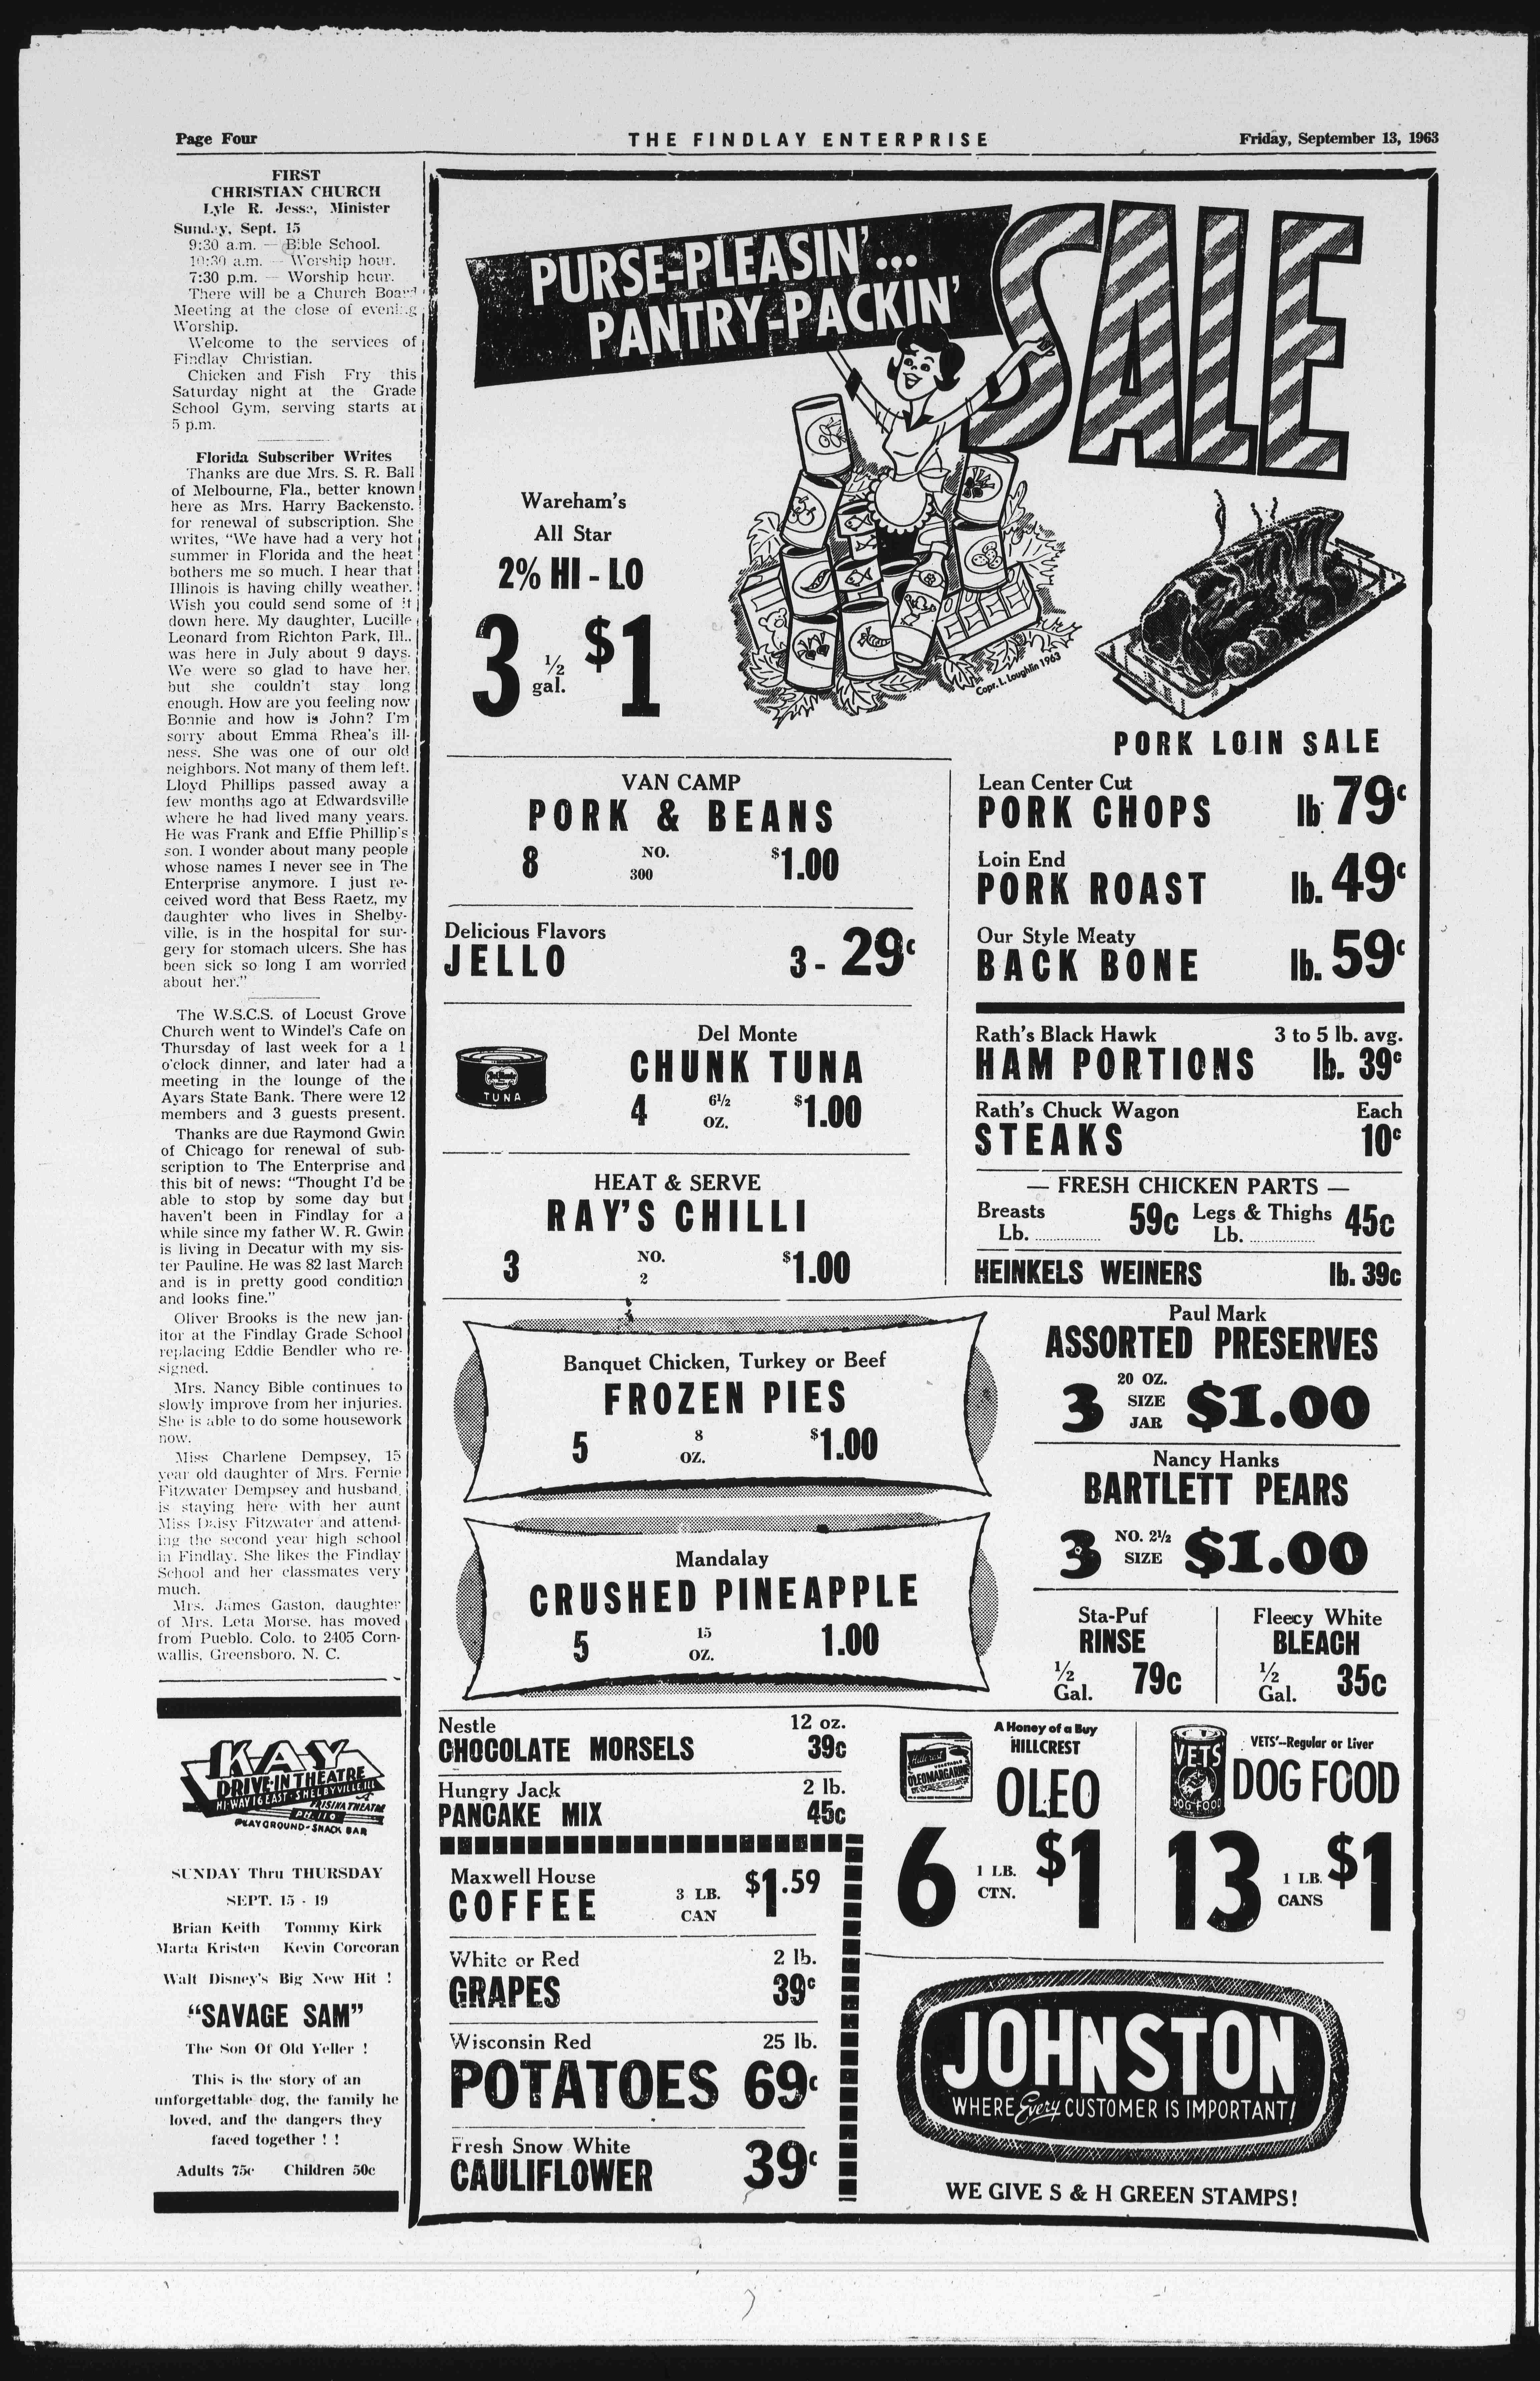 Page Four
THE FINDLAY ENTERPRISE
Friday, September 13, 1963
FIRST
CHRISTIAN CHURCH
Lyle R. Jesse, Minister
Sunday, Sept. 15
9:30 a.m. — Bible School.
10:30 a.m. — Worship hour.
7:30 p.m. — Worship hour.
There will be a Church Board
Meeting at the close of evening
Worship.
Welcome to the services of
Findlay Christian.
Chicken and Fish Fry this
Saturday night at the Grade
School Gym, serving starts at
5 p.m.
Florida Subscriber Writes
Thanks are due Mrs. S. R. Ball
of Melbourne, Fla., better known
here as Mrs. Harry Backensto.
for renewal of subscription. She
writes, “We have had a very hot
summer in Florida and the heat
bothers me so much. I hear that
Illinois is having chilly weather.
Wish you could send some of it
down here. My daughter, Lucille
Leonard from Richton Park, Ill.,
was here in July about 9 days.
We were so glad to have her,
but she couldn't stay long
enough. How are you feeling now
Bonnie and how is John? I'm
sorry about Emma Rhea's ill-
ness. She was one of our old
neighbors. Not many of them left.
Lloyd Phillips passed away a
few months ago at Edwardsville
where he had lived many years.
He was Frank and Effie Phillip's
son. I wonder about many people
whose names I never see in The
Enterprise anymore. I just re-
ceived word that Bess Raetz, my
daughter who lives in Shelby-
ville, is in the hospital for sur-
gery for stomach ulcers. She has
been sick so long I am worried
about her.”
The W.S.C.S. of Locust Grove
Church went to Windel's Cafe on
Thursday of last week for a 1
o'clock dinner, and later had a
meeting in the lounge of the
Ayars State Bank. There were 12
members and 3 guests present.
Thanks are due Raymond Gwin
of Chicago for renewal of sub-
scription to The Enterprise and
this bit of news: “Thought I'd be
able to stop by some day but
haven't been in Findlay for a
while since my father W. R. Gwin
is living in Decatur with my sis-
ter Pauline. He was 82 last March
and is in pretty good condition
and looks fine.”
Oliver Brooks is the new jan-
itor at the Findlay Grade School
replacing Eddie Bendler who re-
signed.
Mrs. Nancy Bible continues to
slowly improve from her injuries.
She is able to do some housework
now.
Miss Charlene Dempsey, 15
year old daughter of Mrs. Fernie
Fitzwater Dempsey and husband,
is staying here with her aunt
Miss Daisy Fitzwater and attend-
ing the second year high school
in Findlay. She likes the Findlay
School and her classmates very
much.
Mrs. James Gaston, daughter
of Mrs. Leta Morse, has moved
from Pueblo, Colo. to 2405 Corn-
wallis, Greensboro, N. C.
KAY
DRIVE-IN THEATRE
HI-WAY 16 EAST - SHELBYVILLE ILL
FRISINA THEATRE
PLAYGROUND - SNACK BAR
SUNDAY Thru THURSDAY
SEPT. 15 - 19
Brian Keith Tommy Kirk
Marta Kristen Kevin Corcoran
Walt Disney's Big New Hit !
“SAVAGE SAM”
The Son Of Old Yeller !
This is the story of an
unforgettable dog, the family he
loved, and the dangers they
faced together ! !
Adults 75c Children 50c
PURSE-PLEASIN'...
PANTRY-PACKIN'
SALE
Copr. L. Loughlin 1963
Wareham's
All Star
2% HI - LO
3 ½ gal. $1
VAN CAMP
PORK & BEANS
8 NO. 300 $1.00
Delicious Flavors
JELLO 3 - 29c
TUNA
Del Monte
CHUNK TUNA
4 6½ OZ. $1.00
HEAT & SERVE
RAY'S CHILLI
3 NO. 2 $1.00
PORK LOIN SALE
Lean Center Cut
PORK CHOPS lb 79c
Loin End
PORK ROAST lb. 49c
Our Style Meaty
BACK BONE lb. 59c
Rath's Black Hawk 3 to 5 lb. avg.
HAM PORTIONS lb. 39c
Rath's Chuck Wagon Each
STEAKS 10c
— FRESH CHICKEN PARTS —
Breasts Lb. 59c Legs & Thighs Lb. 45c
HEINKELS WEINERS lb. 39c
Banquet Chicken, Turkey or Beef
FROZEN PIES
5 8 OZ. $1.00
Mandalay
CRUSHED PINEAPPLE
5 15 OZ. 1.00
Paul Mark
ASSORTED PRESERVES
3 20 OZ. SIZE JAR $1.00
Nancy Hanks
BARTLETT PEARS
3 NO. 2½ SIZE $1.00
Sta-Puf
RINSE
½ Gal. 79c
Fleecy White
BLEACH
½ Gal. 35c
Nestle 12 oz.
CHOCOLATE MORSELS 39c
Hungry Jack 2 lb.
PANCAKE MIX 45c
Maxwell House
COFFEE 3 LB. CAN $1.59
White or Red 2 lb.
GRAPES 39c
Wisconsin Red 25 lb.
POTATOES 69c
Fresh Snow White
CAULIFLOWER 39c
Hillcrest
OLEOMARGARINE
A Honey of a Buy
HILLCREST
OLEO
6 1 LB. CTN. $1
VETS
DOG FOOD
VETS'—Regular or Liver
DOG FOOD
13 1 LB. CANS $1
JOHNSTON
WHERE Every CUSTOMER IS IMPORTANT!
WE GIVE S & H GREEN STAMPS!